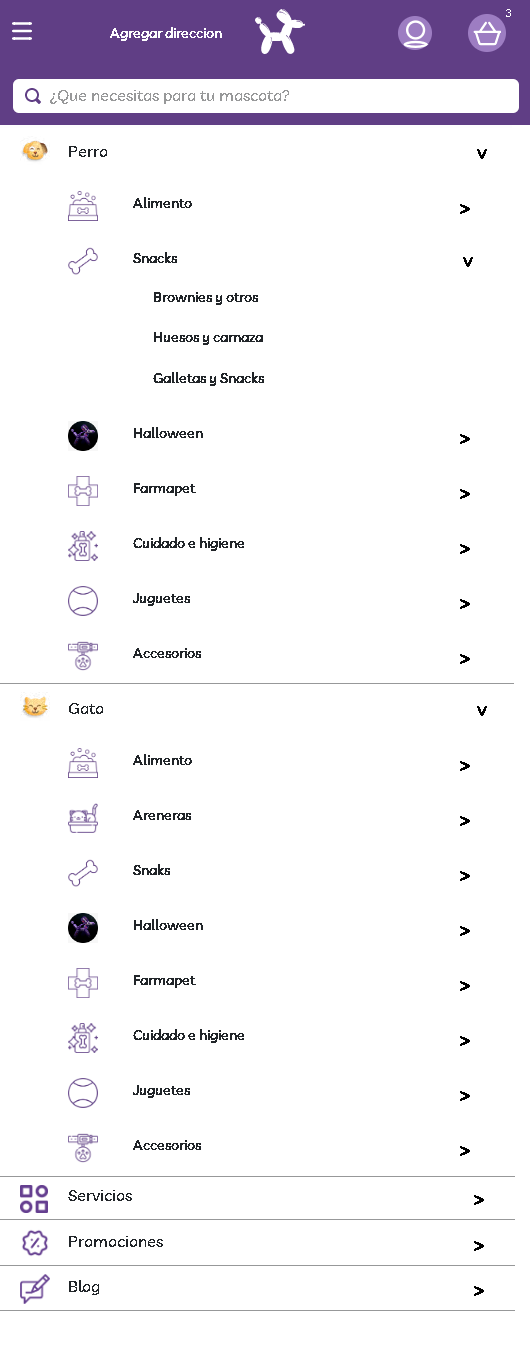 Agregar direccion
3
¿Que necesitas para tu mascota?
Perro
Alimento
Snacks
Brownies y otros
Huesos y carnaza
Galletas y Snacks
Halloween
Farmapet
Cuidado e higiene
Juguetes
Accesorios
Gato
Alimento
Areneras
Snaks
Halloween
Farmapet
Cuidado e higiene
Juguetes
Accesorios
Servicios
Promociones
Blog